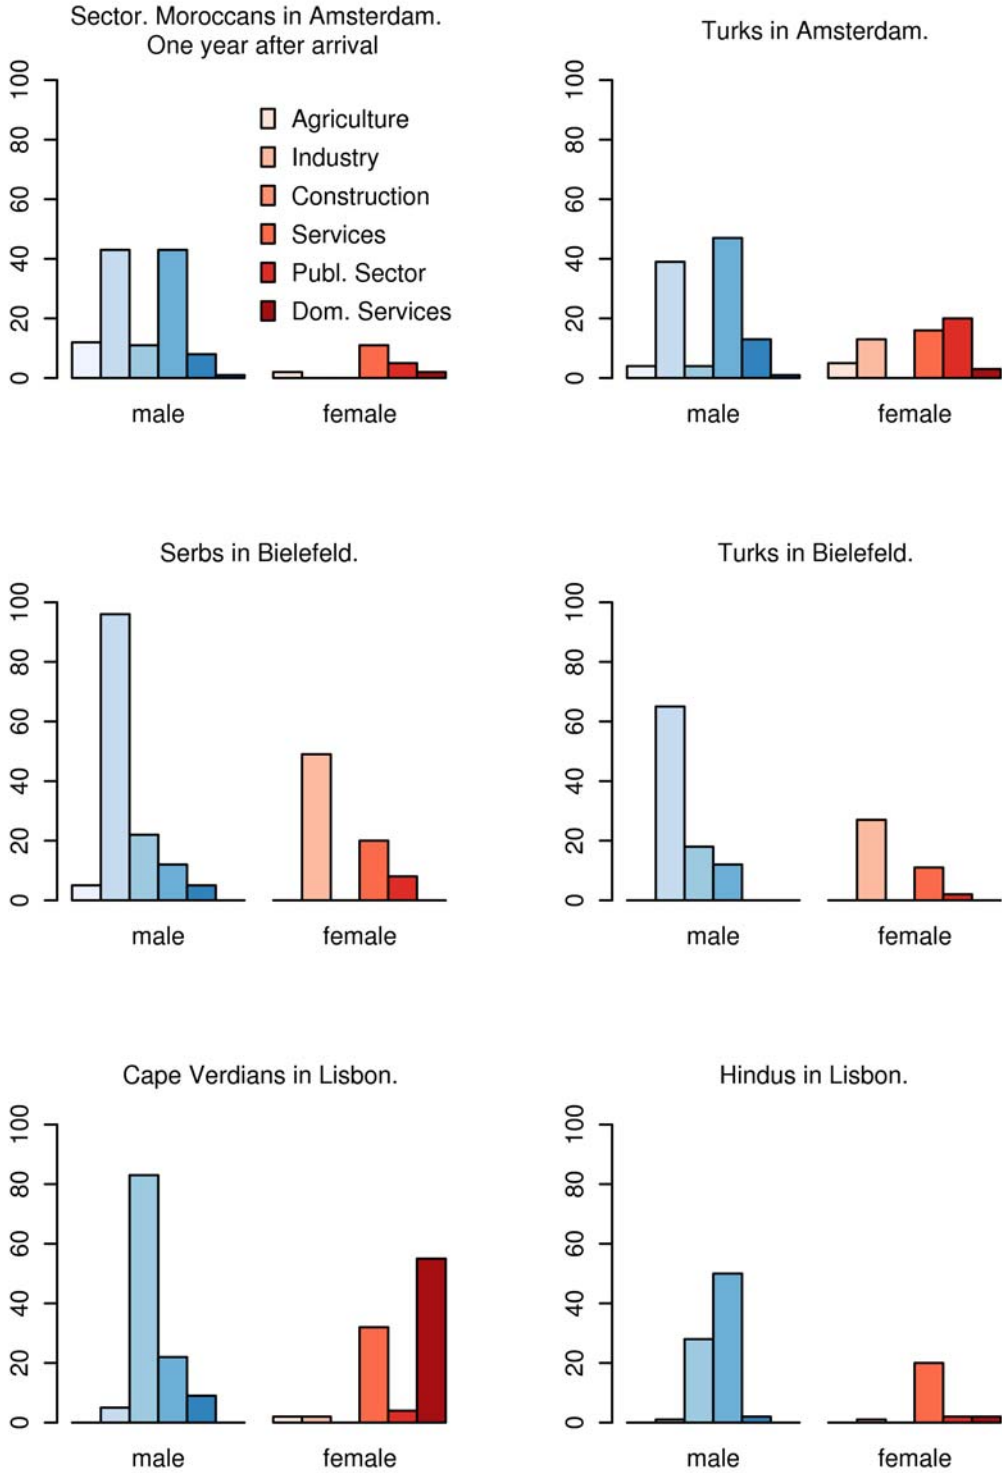 Sector. Moroccans in Amsterdam.
One year after arrival
100
80
60
40
20
0
Agriculture
Industry
Construction
Services
Publ. Sector
Dom. Services
male
female
Turks in Amsterdam.
100
80
60
40
20
0
male
female
Serbs in Bielefeld.
100
80
60
40
20
0
male
female
Turks in Bielefeld.
100
80
60
40
20
0
male
female
Cape Verdians in Lisbon.
100
80
60
40
20
0
male
female
Hindus in Lisbon.
100
80
60
40
20
0
male
female